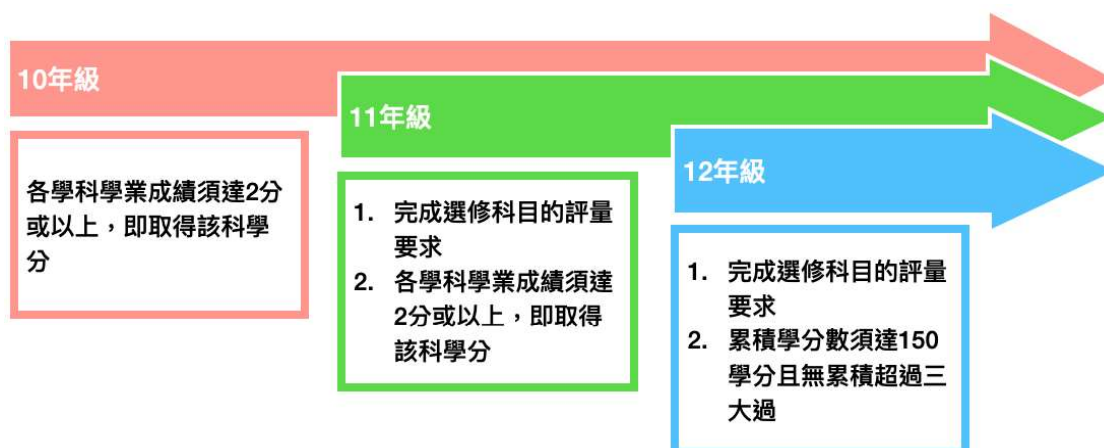 10年級
各學科學業成績須達2分
或以上，即取得該科學
分
11年級
1. 完成選修科目的評量
要求
2. 各學科學業成績須達
2分或以上，即取得
該科學分
12年級
1. 完成選修科目的評量
要求
2. 累積學分數須達150
學分且無累積超過三
大過